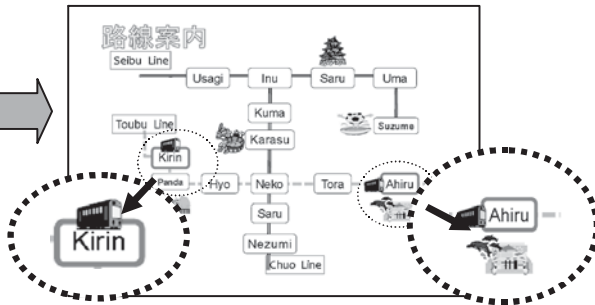 路線案内
Seibu Line
Usagi Inu Saru Uma
Kuma
Suzume
Toubu Line
Karasu
Kirin
Panda Hyo Neko Tora Ahiru
Ahiru
Kirin
Saru
Nezumi
Chuo Line